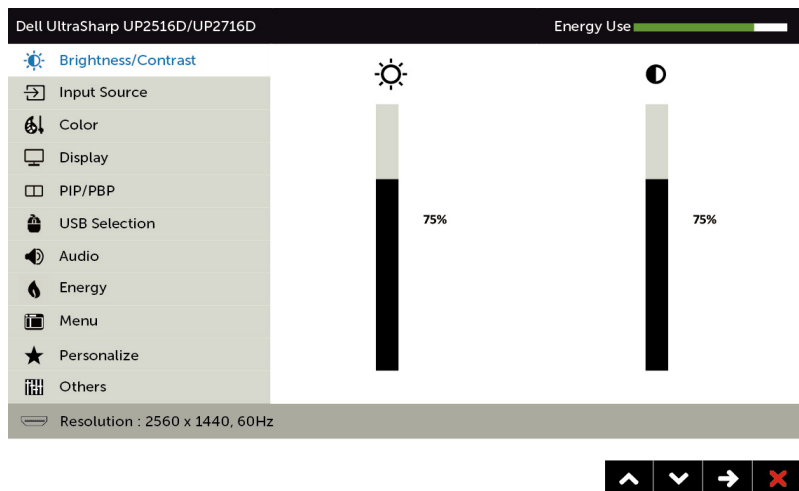 Dell UltraSharp UP2516D/UP2716D
Energy Use
Brightness/Contrast
Input Source
Color
Display
PIP/PBP
USB Selection
Audio
Energy
Menu
Personalize
Others
75%
75%
Resolution : 2560 x 1440, 60Hz